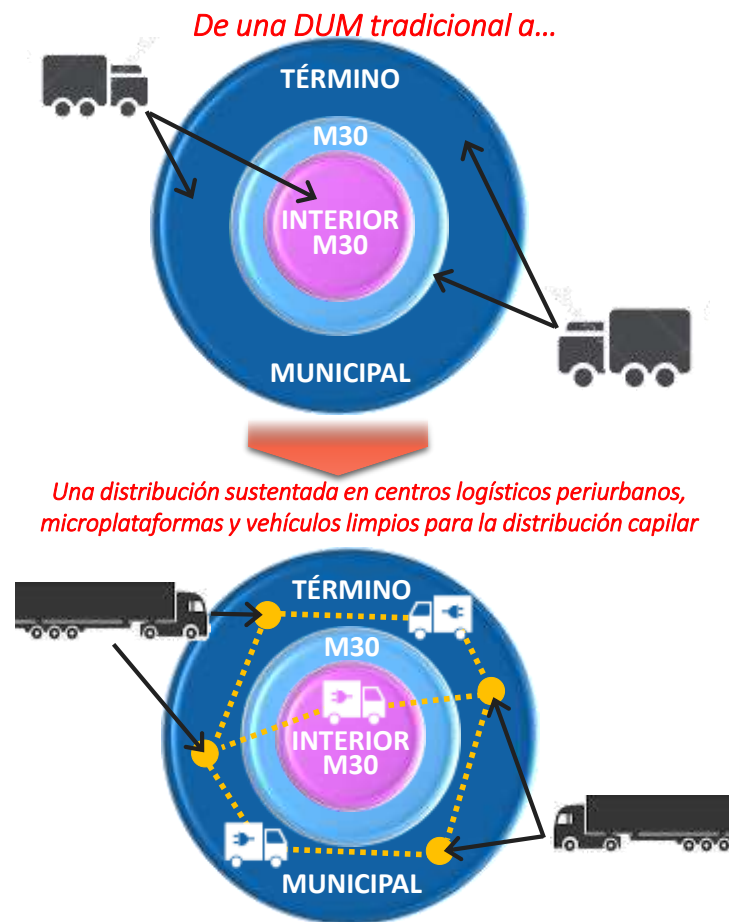 De una DUM tradicional a...
TÉRMINO
M30
INTERIOR
M30
MUNICIPAL
Una distribución sustentada en centros logísticos periurbanos,
microplataformas y vehículos limpios para la distribución capilar
TÉRMINO
M30
INTERIOR
M30
MUNICIPAL